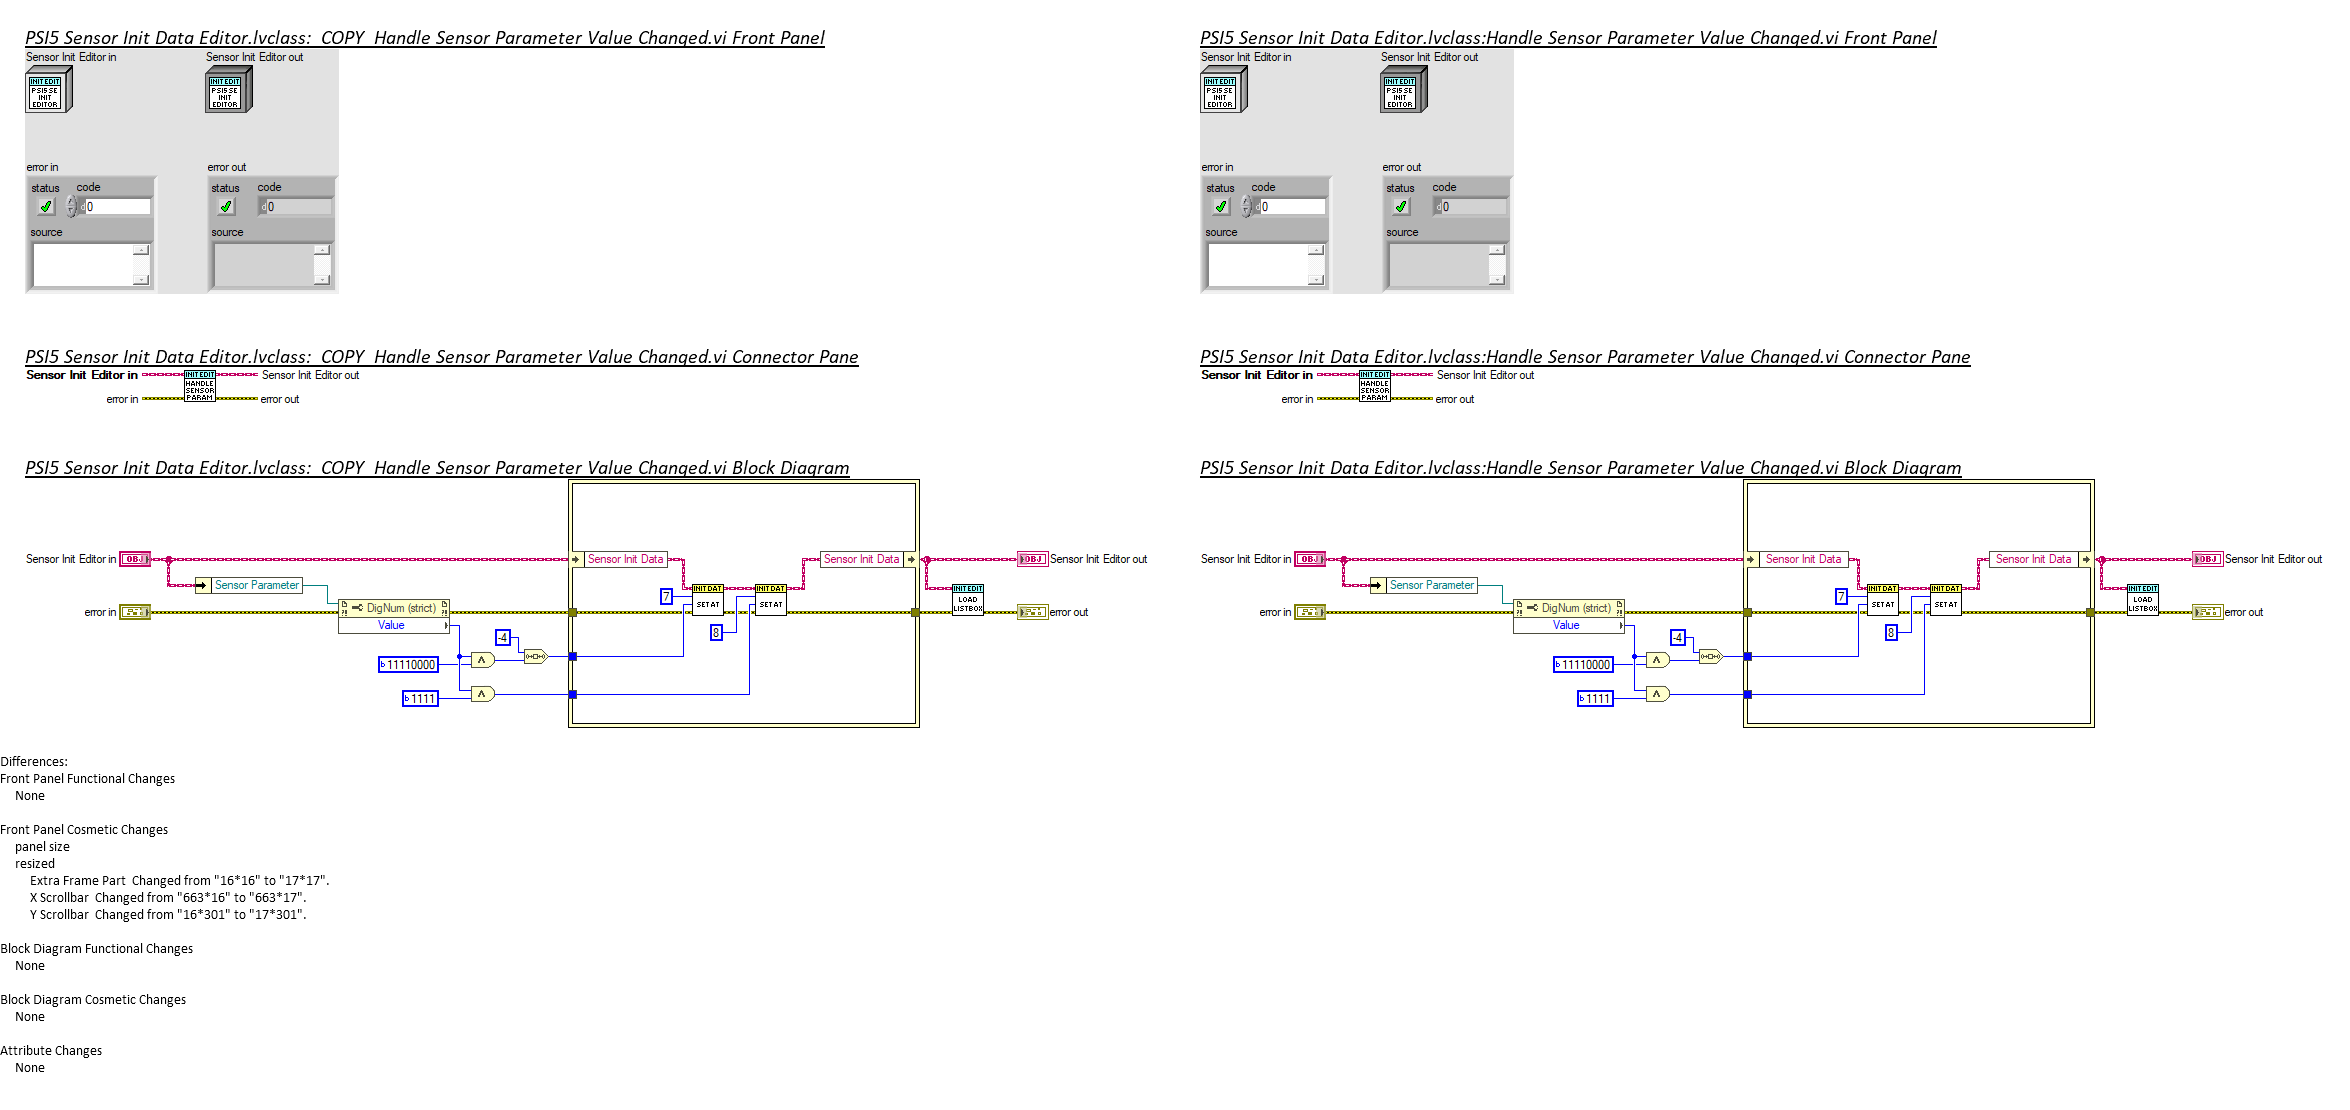 PSI5 Sensor Init Data Editor.lvclass:  COPY  Handle Sensor Parameter Value Changed.vi Front Panel
Sensor Init Editor in
Sensor Init Editor out
INIT EDIT
PSI5 SE
INIT
EDITOR
INIT EDIT
PSI5 SE
INIT
EDITOR
error in
error out
status
code
status
code
d
0
d
0
source
source
PSI5 Sensor Init Data Editor.lvclass:Handle Sensor Parameter Value Changed.vi Front Panel
Sensor Init Editor in
Sensor Init Editor out
INIT EDIT
PSI5 SE
INIT
EDITOR
INIT EDIT
PSI5 SE
INIT
EDITOR
error in
error out
status
code
status
code
d
0
d
0
source
source
PSI5 Sensor Init Data Editor.lvclass:  COPY  Handle Sensor Parameter Value Changed.vi Connector Pane
Sensor Init Editor in
INIT EDIT
HANDLE
SENSOR
PARAM
Sensor Init Editor out
error in
error out
PSI5 Sensor Init Data Editor.lvclass:Handle Sensor Parameter Value Changed.vi Connector Pane
Sensor Init Editor in
INIT EDIT
HANDLE
SENSOR
PARAM
Sensor Init Editor out
error in
error out
PSI5 Sensor Init Data Editor.lvclass:  COPY  Handle Sensor Parameter Value Changed.vi Block Diagram
Sensor Init Editor in
OBJ
Sensor Init Data
Sensor Init Data
OBJ
Sensor Init Editor out
Sensor Parameter
INIT DAT
SET AT
INIT DAT
SET AT
INIT EDIT
LOAD
LISTBOX
7
error in
DigNum (strict)
Value
error out
8
-4
b
11110000
b
1111
PSI5 Sensor Init Data Editor.lvclass:Handle Sensor Parameter Value Changed.vi Block Diagram
Sensor Init Editor in
OBJ
Sensor Init Data
Sensor Init Data
OBJ
Sensor Init Editor out
Sensor Parameter
INIT DAT
SET AT
INIT DAT
SET AT
INIT EDIT
LOAD
LISTBOX
7
error in
DigNum (strict)
Value
error out
8
-4
b
11110000
b
1111
Differences:
Front Panel Functional Changes
None
Front Panel Cosmetic Changes
panel size
resized
Extra Frame Part  Changed from "16*16" to "17*17".
X Scrollbar  Changed from "663*16" to "663*17".
Y Scrollbar  Changed from "16*301" to "17*301".
Block Diagram Functional Changes
None
Block Diagram Cosmetic Changes
None
Attribute Changes
None